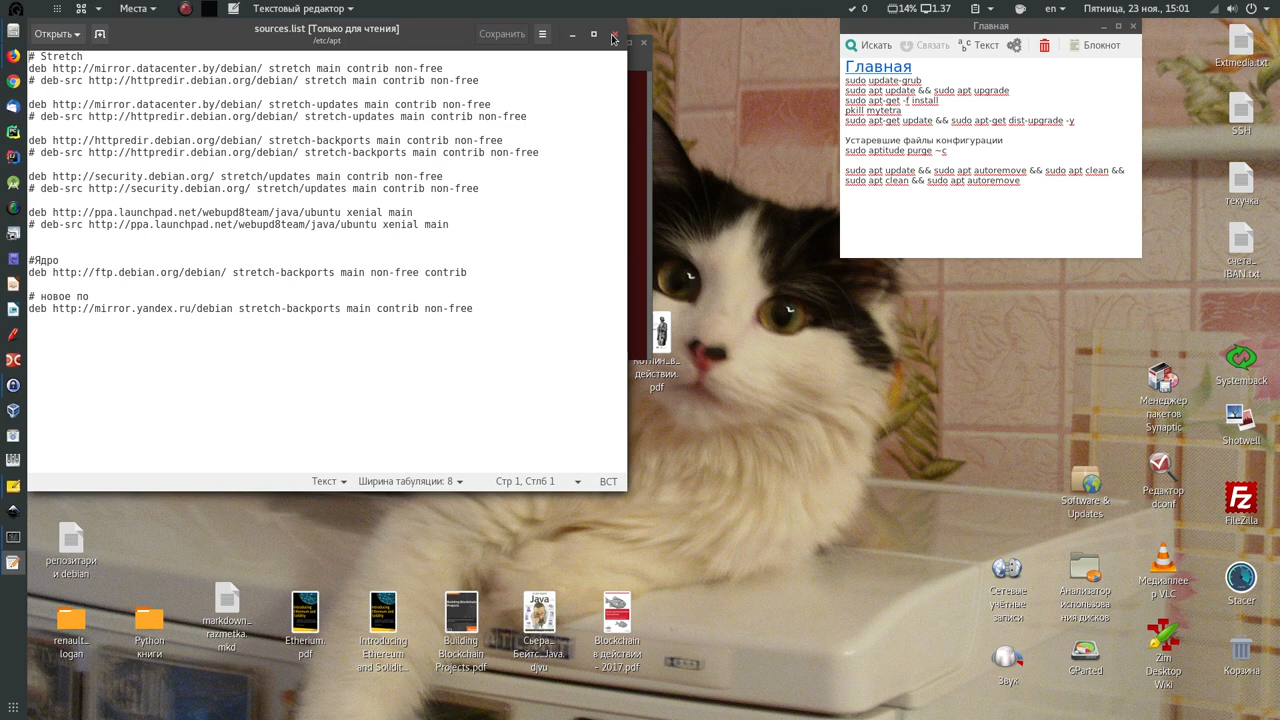 Приложения
Места
Текстовый редактор
Пятница, 23 мая, 15:01
ru
Открыть
sources.list [Только для чтения]
/etc/apt
Сохранить
# Stretch
deb http://mirror.datacenter.by/debian/ stretch main contrib non-free
# deb-src http://httpredir.debian.org/debian/ stretch main contrib non-free
deb http://mirror.datacenter.by/debian/ stretch-updates main contrib non-free
# deb-src http://httpredir.debian.org/debian/ stretch-updates main contrib non-free
deb http://httpredir.debian.org/debian/ stretch-backports main contrib non-free
# deb-src http://httpredir.debian.org/debian/ stretch-backports main contrib non-free
deb http://security.debian.org/ stretch/updates main contrib non-free
# deb-src http://security.debian.org/ stretch/updates main contrib non-free
deb http://ppa.launchpad.net/webupd8team/java/ubuntu xenial main
# deb-src http://ppa.launchpad.net/webupd8team/java/ubuntu xenial main
#Ядро
deb http://ftp.debian.org/debian/ stretch-backports main non-free contrib
# новое по
deb http://mirror.yandex.ru/debian stretch-backports main contrib non-free
Текст
Ширина табуляции: 8
Стр 1, Стлб 1
ВСТ
Главная
Искать
Связать
Текст
Блокнот
Главная
sudo update-grub
sudo apt update && sudo apt upgrade
sudo apt-get -f install
pkill mytetra
sudo apt-get update && sudo apt-get dist-upgrade -y
Устаревшие файлы конфигурации
sudo aptitude purge ~c
sudo apt update && sudo apt autoremove && sudo apt clean &&
sudo apt clean && sudo apt autoremove
Extmedia.txt
SSH
текучка
счета_
IBAN.txt
Systemback
Shotwell
FileZilla
Stacer
Корзина
Менеджер
пакетов
Synaptic
Редактор
dconf
Медиаплее
р VLC
Zim
Desktop
Wiki
Software &
Updates
Анализатор
использова
ния дисков
GParted
Сетевые
учётные
записи
Звук
Котлин_в_
действии.
pdf
репозитари
и debian
renault_
logan
Python
книги
markdown_
razmetka.
mkd
Etherium.
pdf
Introducing
Ethereum
and Solidit...
Building
Blockchain
Projects.pdf
Java
Сьера_
Бейтс_Java.
djvu
Blockchain
в действии
- 2017.pdf